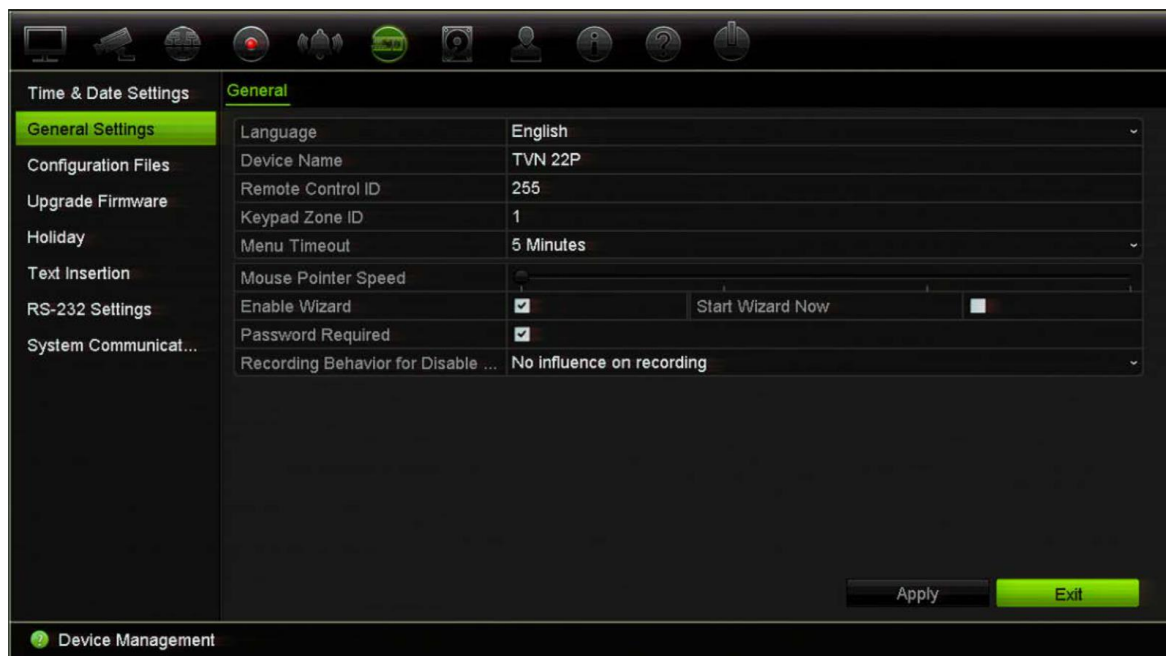 Time & Date Settings
General Settings
Configuration Files
Upgrade Firmware
Holiday
Text Insertion
RS-232 Settings
System Communicat...
General
Language English
Device Name TVN 22P
Remote Control ID 255
Keypad Zone ID 1
Menu Timeout 5 Minutes
Mouse Pointer Speed
Enable Wizard Start Wizard Now
Password Required
Recording Behavior for Disable ... No influence on recording
Apply Exit
Device Management